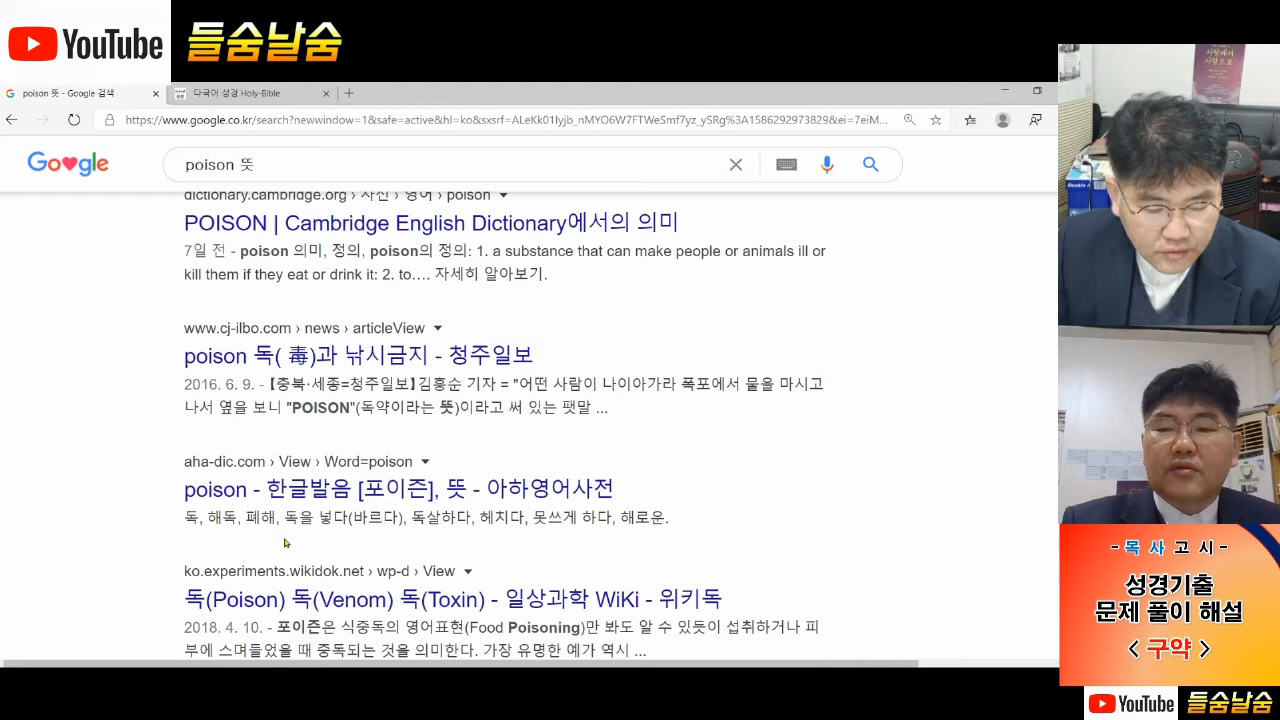 YouTube
들숨날숨
poison 뜻 - Google 검색
다국어 성경 Holy-Bible
https://www.google.co.kr/search?newwindow=1&safe=active&hl=ko&sxsrf=ALeKk01Iyjb_nMYO6W7FTWeSmf7yz_ySRg%3A1586292973829&ei=7eiM...
Google
poison 뜻
dictionary.cambridge.org › 사전 › 영어 › poison
POISON | Cambridge English Dictionary에서의 의미
7일 전 - poison 의미, 정의, poison의 정의: 1. a substance that can make people or animals ill or
kill them if they eat or drink it: 2. to…. 자세히 알아보기.
www.cj-ilbo.com › news › articleView
poison 독( 毒)과 낚시금지 - 청주일보
2016. 6. 9. - 【충북·세종=청주일보】김흥순 기자 = "어떤 사람이 나이아가라 폭포에서 물을 마시고
나서 옆을 보니 "POISON"(독약이라는 뜻)이라고 써 있는 팻말 ...
aha-dic.com › View › Word=poison
poison - 한글발음 [포이즌], 뜻 - 아하영어사전
독, 해독, 폐해, 독을 넣다(바르다), 독살하다, 헤치다, 못쓰게 하다, 해로운.
ko.experiments.wikidok.net › wp-d › View
독(Poison) 독(Venom) 독(Toxin) - 일상과학 WiKi - 위키독
2018. 4. 10. - 포이즌은 식중독의 영어표현(Food Poisoning)만 봐도 알 수 있듯이 섭취하거나 피
부에 스며들었을 때 중독되는 것을 의미한다. 가장 유명한 예가 역시 ...
사랑에서
사랑으로
- 목 사 고 시 -
성경기출
문제 풀이 해설
< 구약 >
YouTube
들숨날숨